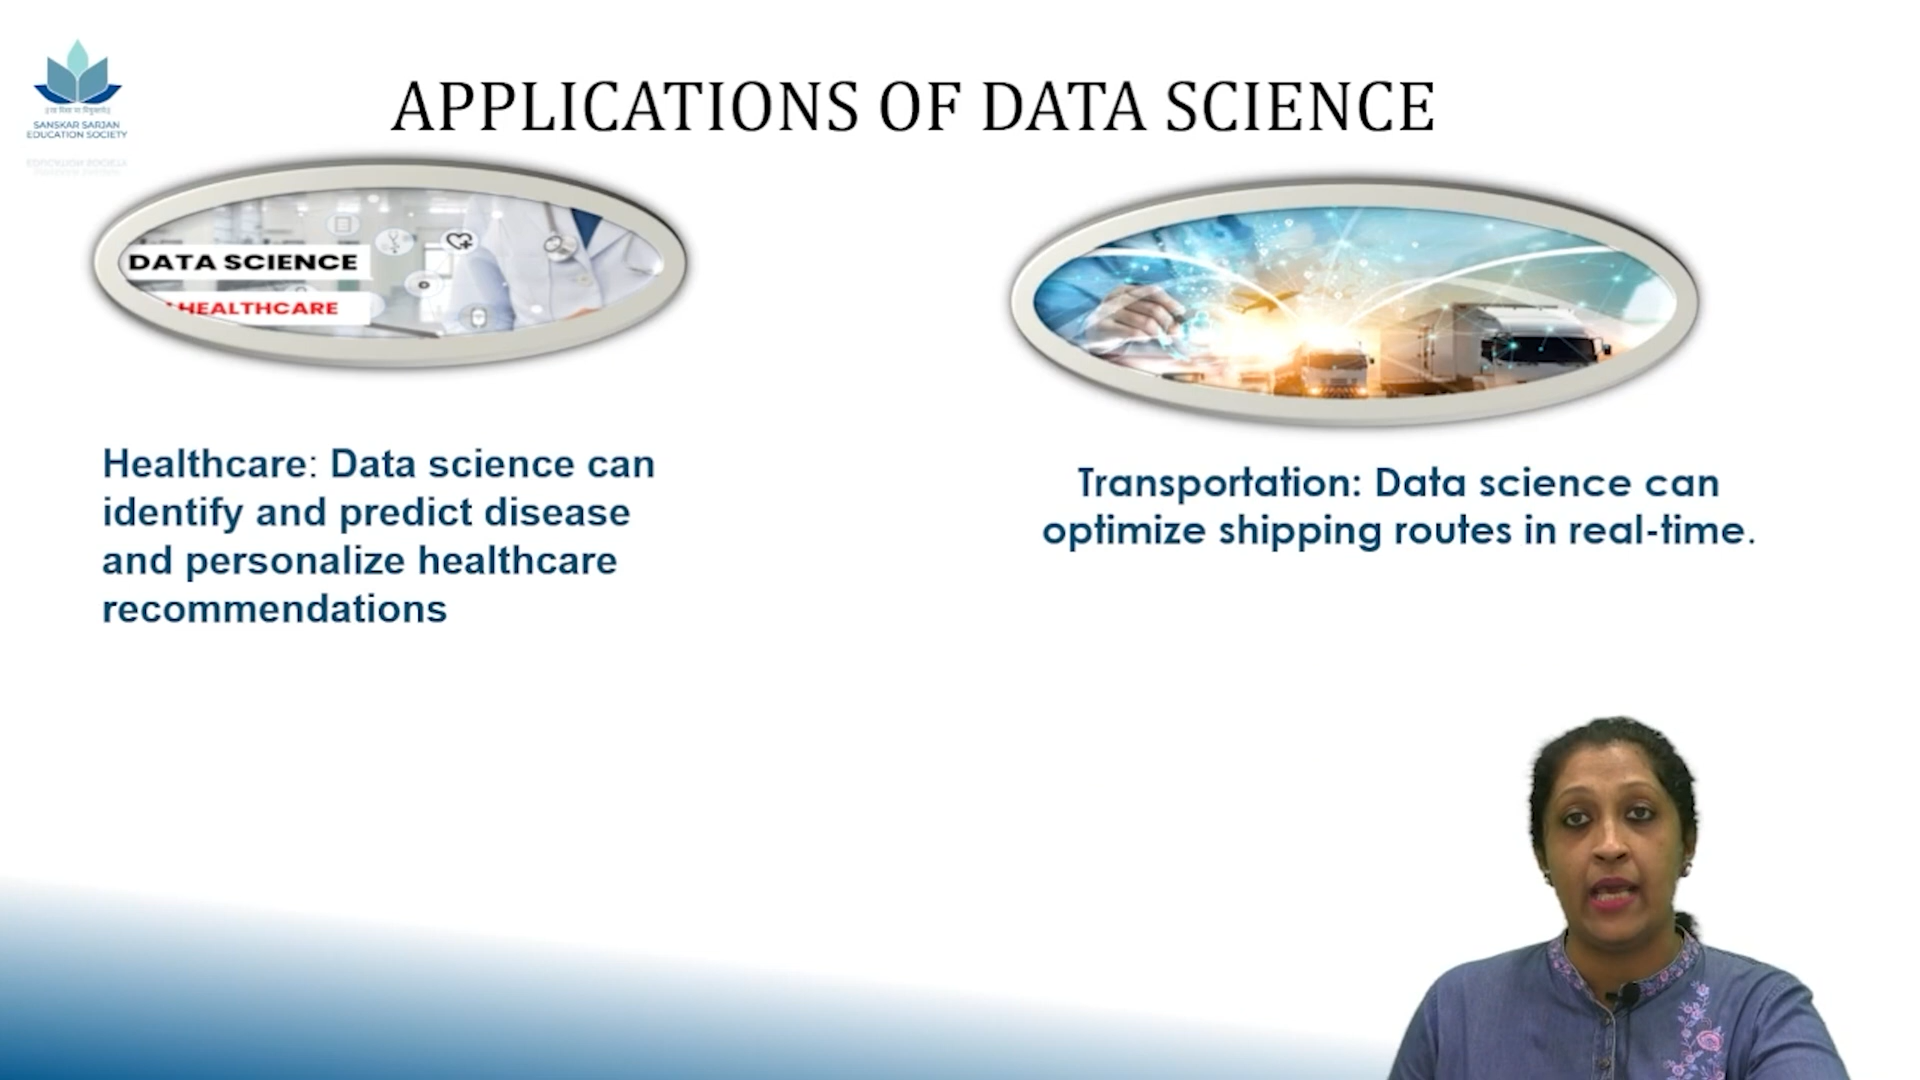 APPLICATIONS OF DATA SCIENCE
SANSKAR SARJAN
EDUCATION SOCIETY
DATA SCIENCE
HEALTHCARE
Healthcare: Data science can
identify and predict disease
and personalize healthcare
recommendations
Transportation: Data science can
optimize shipping routes in real-time.